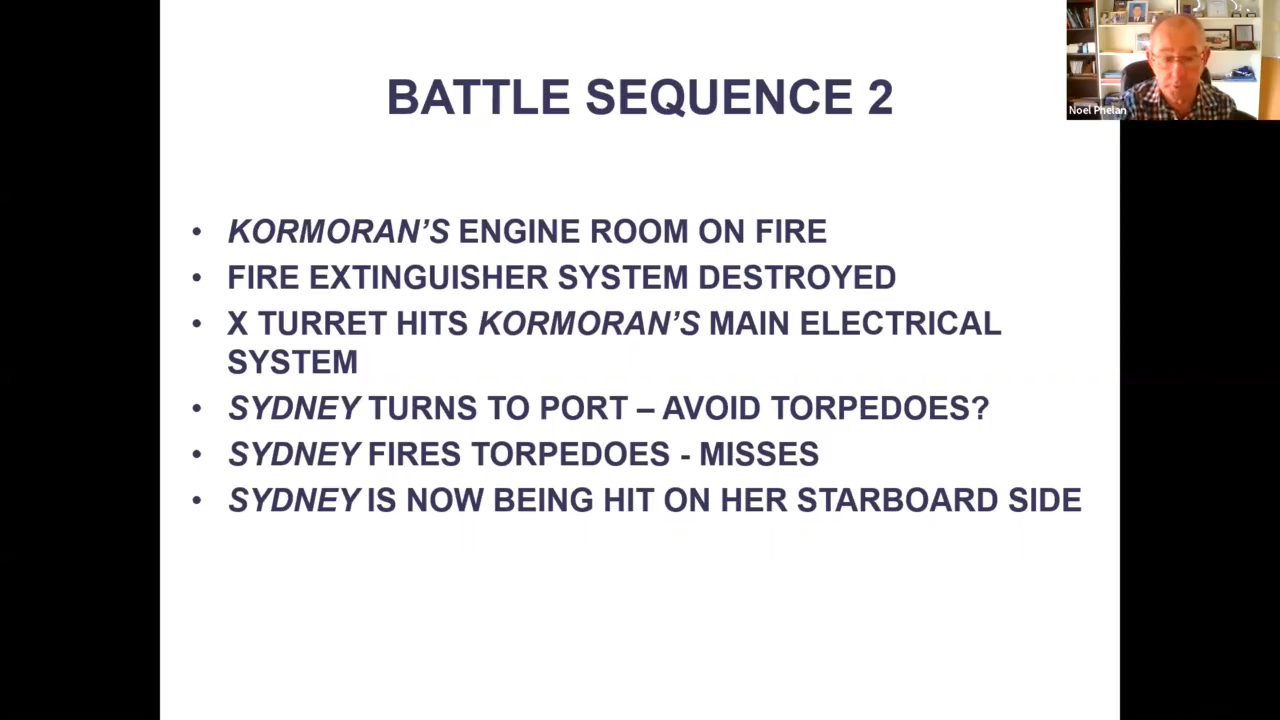 BATTLE SEQUENCE 2
Noel Phelan
• KORMORAN’S ENGINE ROOM ON FIRE
• FIRE EXTINGUISHER SYSTEM DESTROYED
• X TURRET HITS KORMORAN’S MAIN ELECTRICAL
SYSTEM
• SYDNEY TURNS TO PORT – AVOID TORPEDOES?
• SYDNEY FIRES TORPEDOES - MISSES
• SYDNEY IS NOW BEING HIT ON HER STARBOARD SIDE